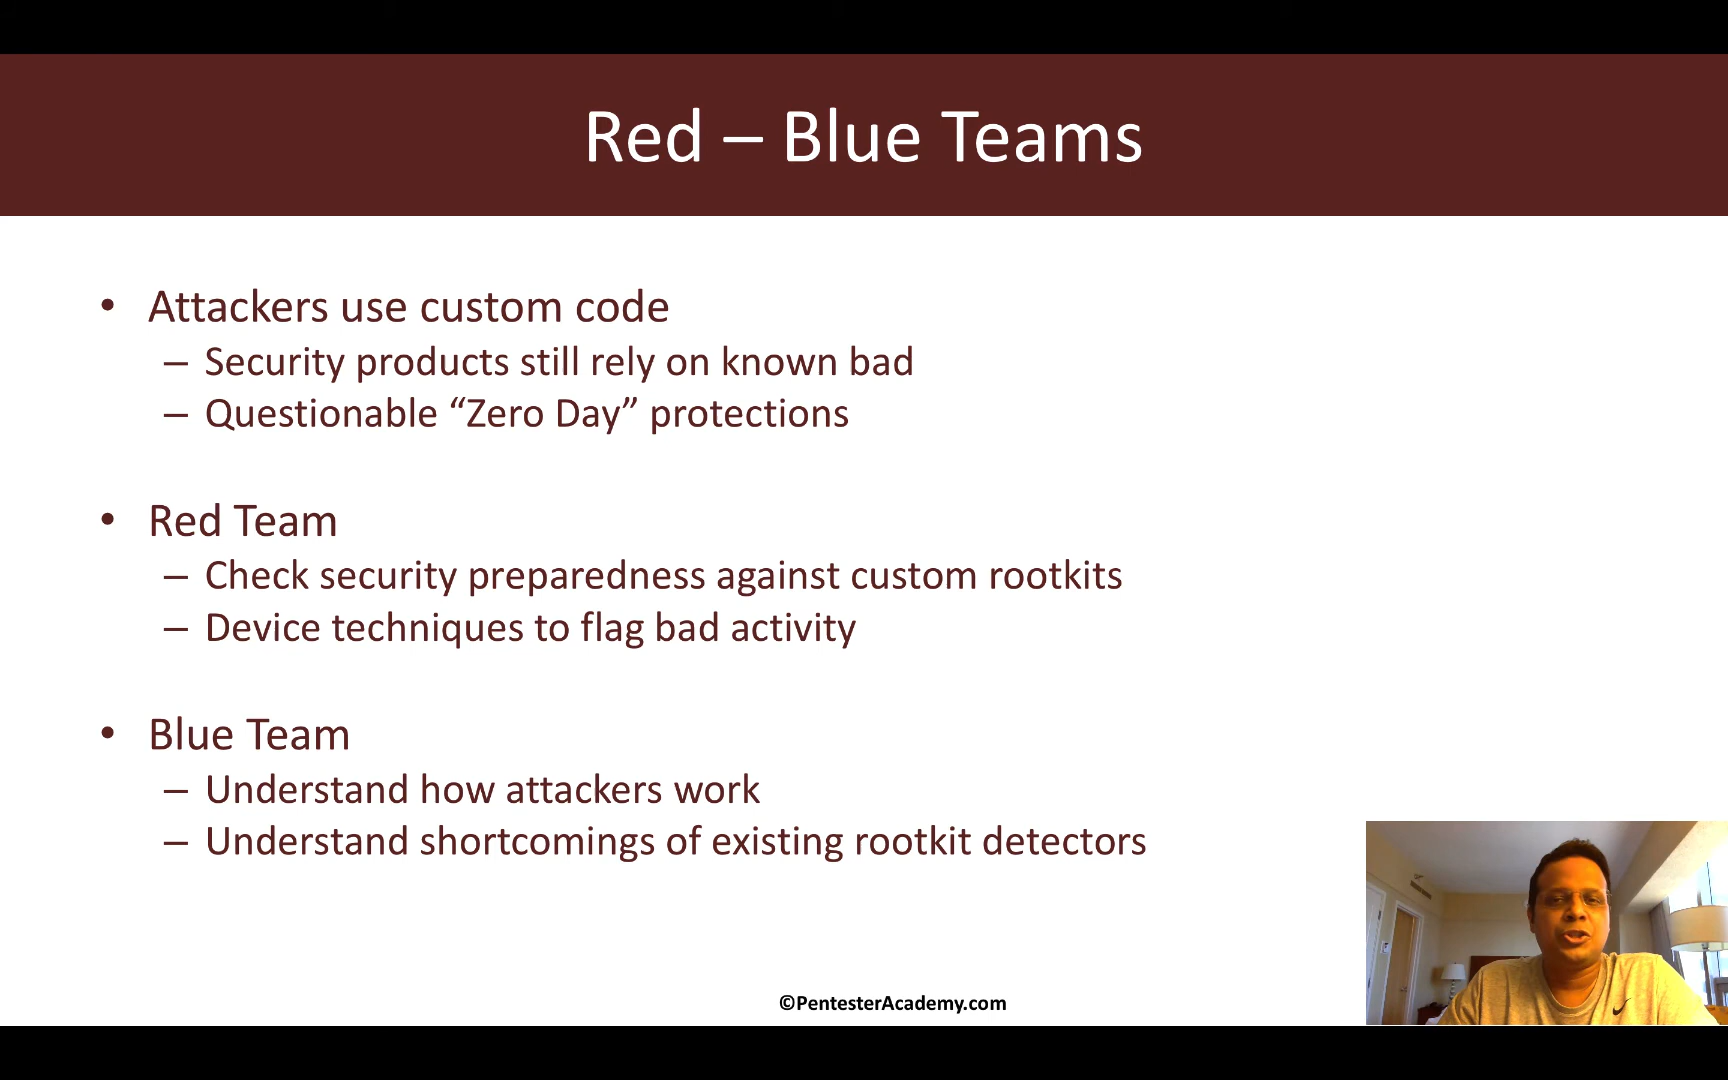 Red – Blue Teams
• Attackers use custom code
– Security products still rely on known bad
– Questionable “Zero Day” protections
• Red Team
– Check security preparedness against custom rootkits
– Device techniques to flag bad activity
• Blue Team
– Understand how attackers work
– Understand shortcomings of existing rootkit detectors
©PentesterAcademy.com